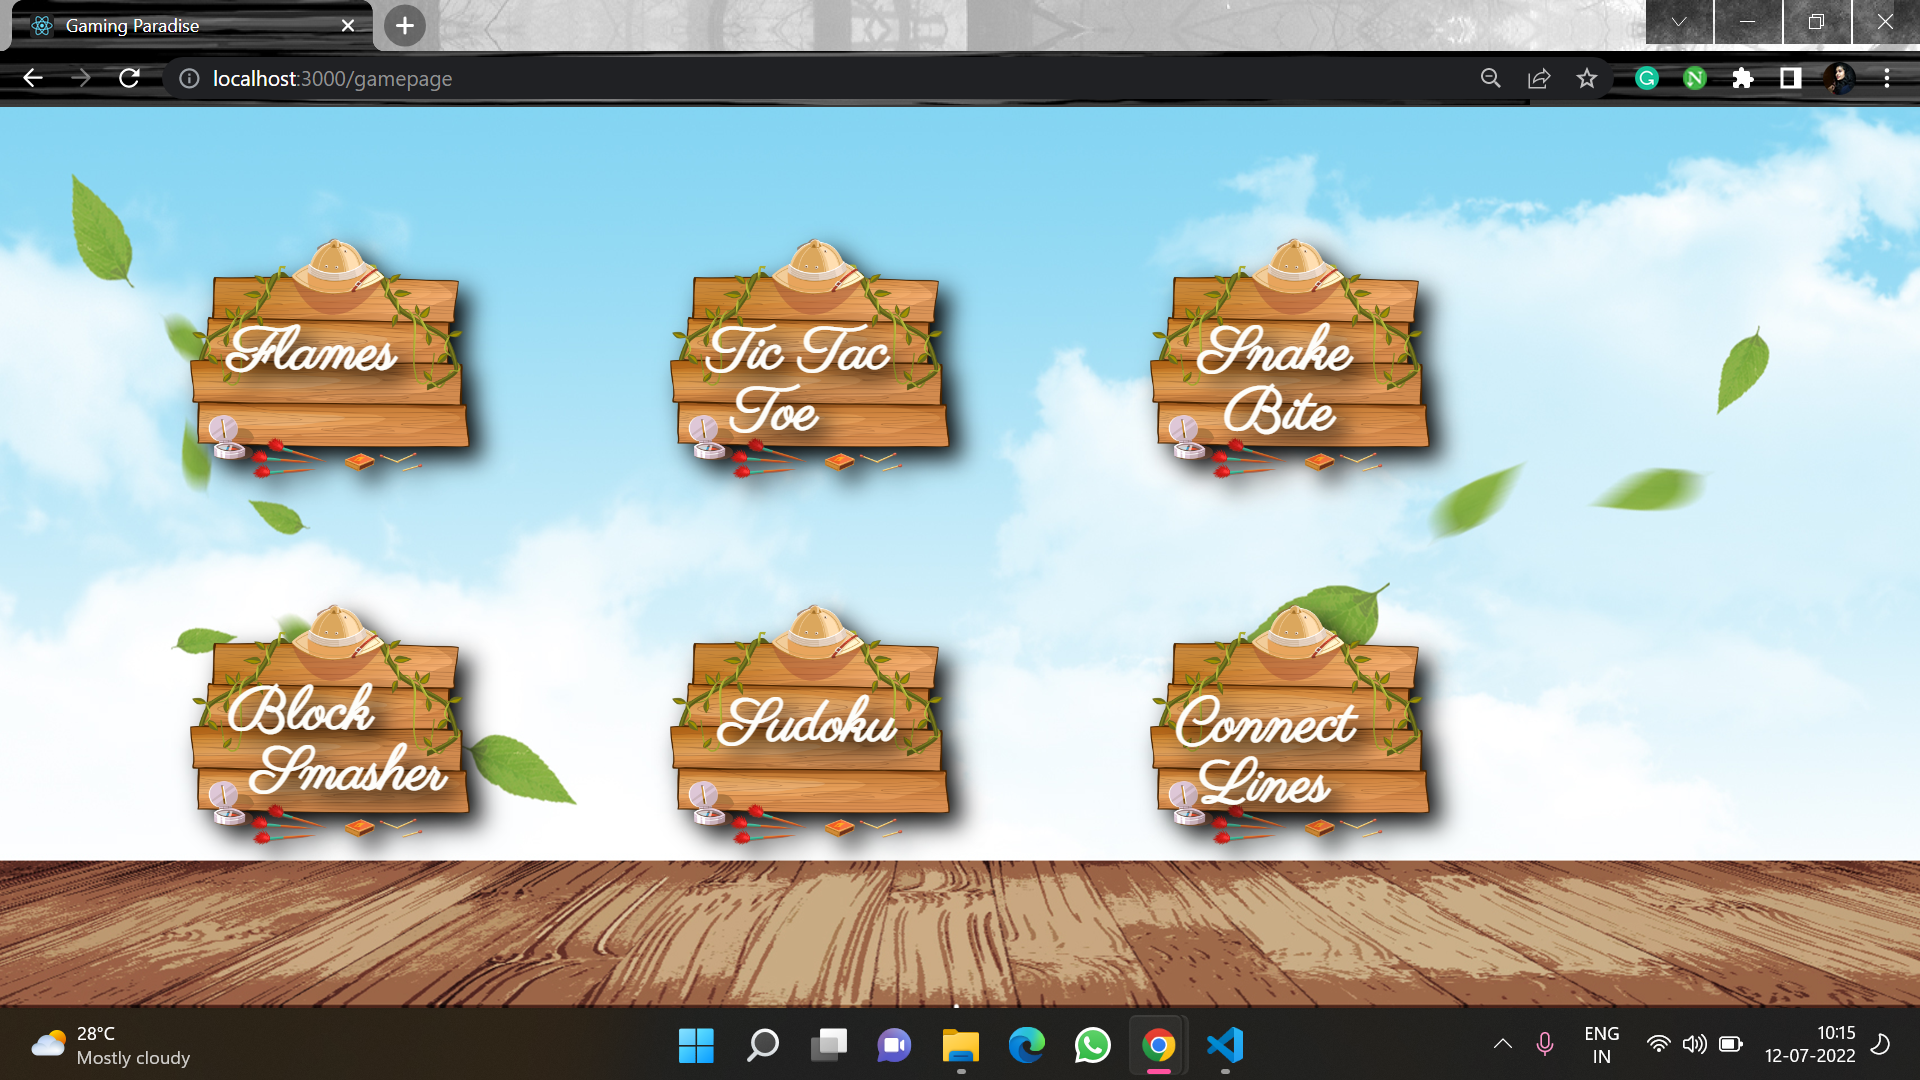 Gaming Paradise
localhost:3000/gamepage
Flames
Tic Tac
Toe
Snake
Bite
Block
Smasher
Sudoku
Connect
Lines
28°C
Mostly cloudy
ENG
IN
10:15
12-07-2022